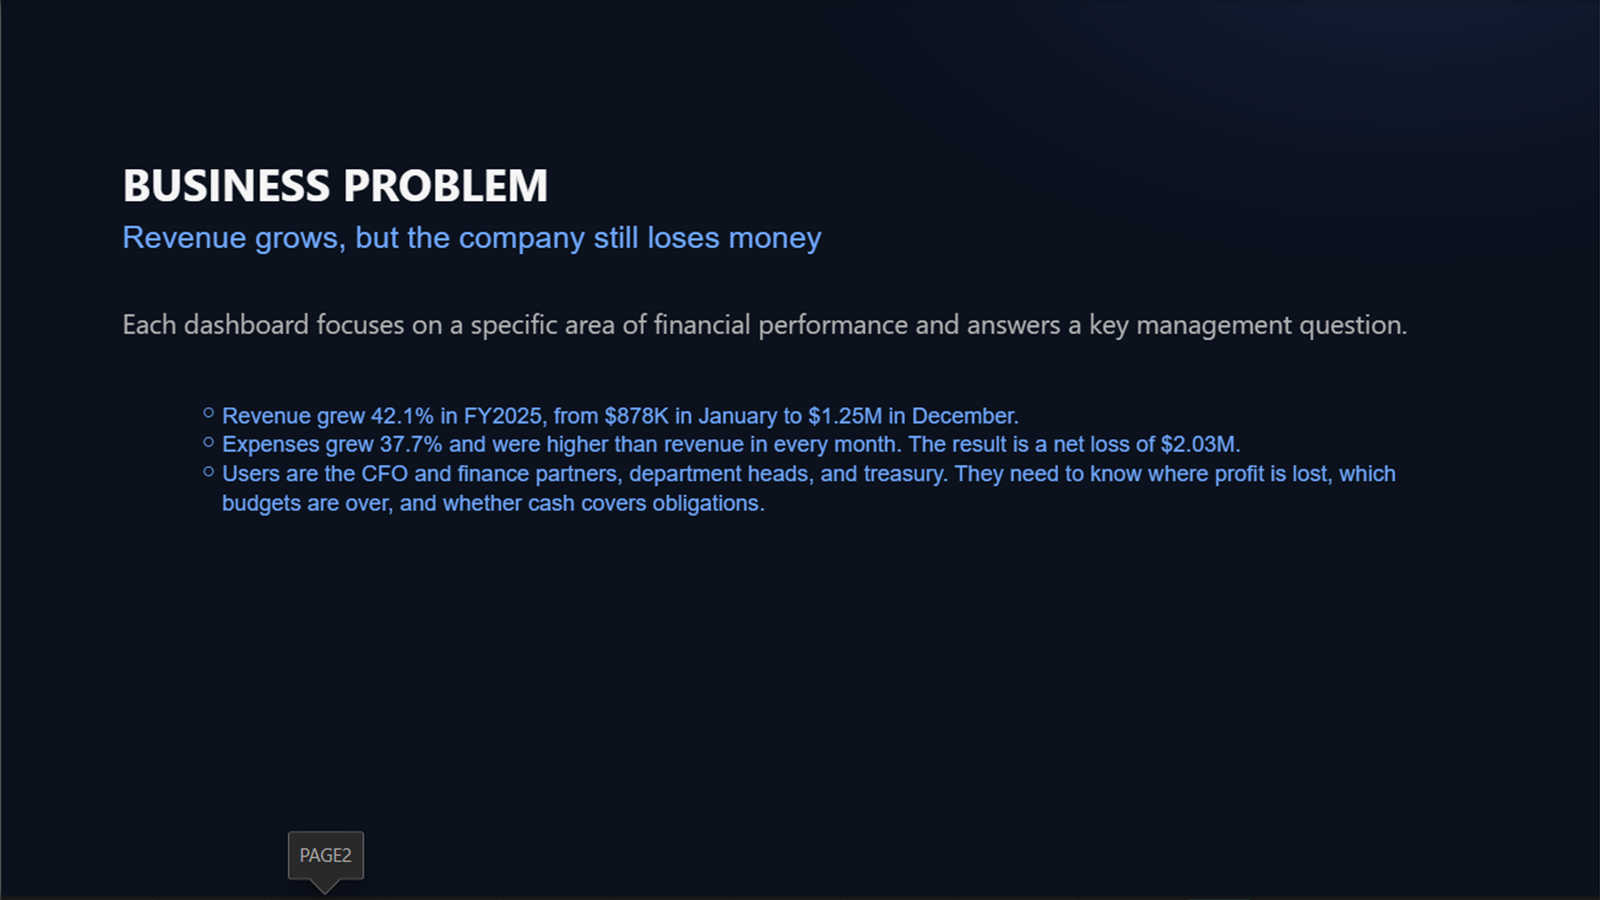 BUSINESS PROBLEM
Revenue grows, but the company still loses money
Each dashboard focuses on a specific area of financial performance and answers a key management question.
Revenue grew 42.1% in FY2025, from $878K in January to $1.25M in December.
Expenses grew 37.7% and were higher than revenue in every month. The result is a net loss of $2.03M.
Users are the CFO and finance partners, department heads, and treasury. They need to know where profit is lost, which
budgets are over, and whether cash covers obligations.
PAGE2